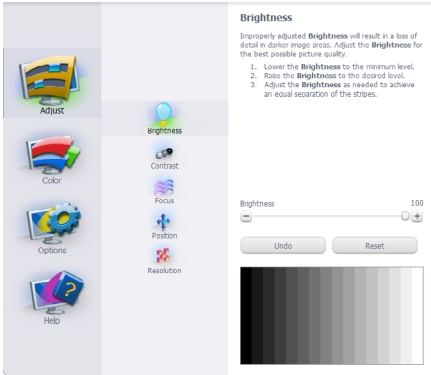 Adjust
Color
Options
Help
Brightness
Contrast
Focus
Position
Resolution
Brightness
Improperly adjusted Brightness will result in a loss of
detail in darker image areas. Adjust the Brightness for
the best possible picture quality.
1. Lower the Brightness to the minimum level.
2. Raise the Brightness to the desired level.
3. Adjust the Brightness as needed to achieve
an equal separation of the stripes.
Brightness 100
Undo Reset